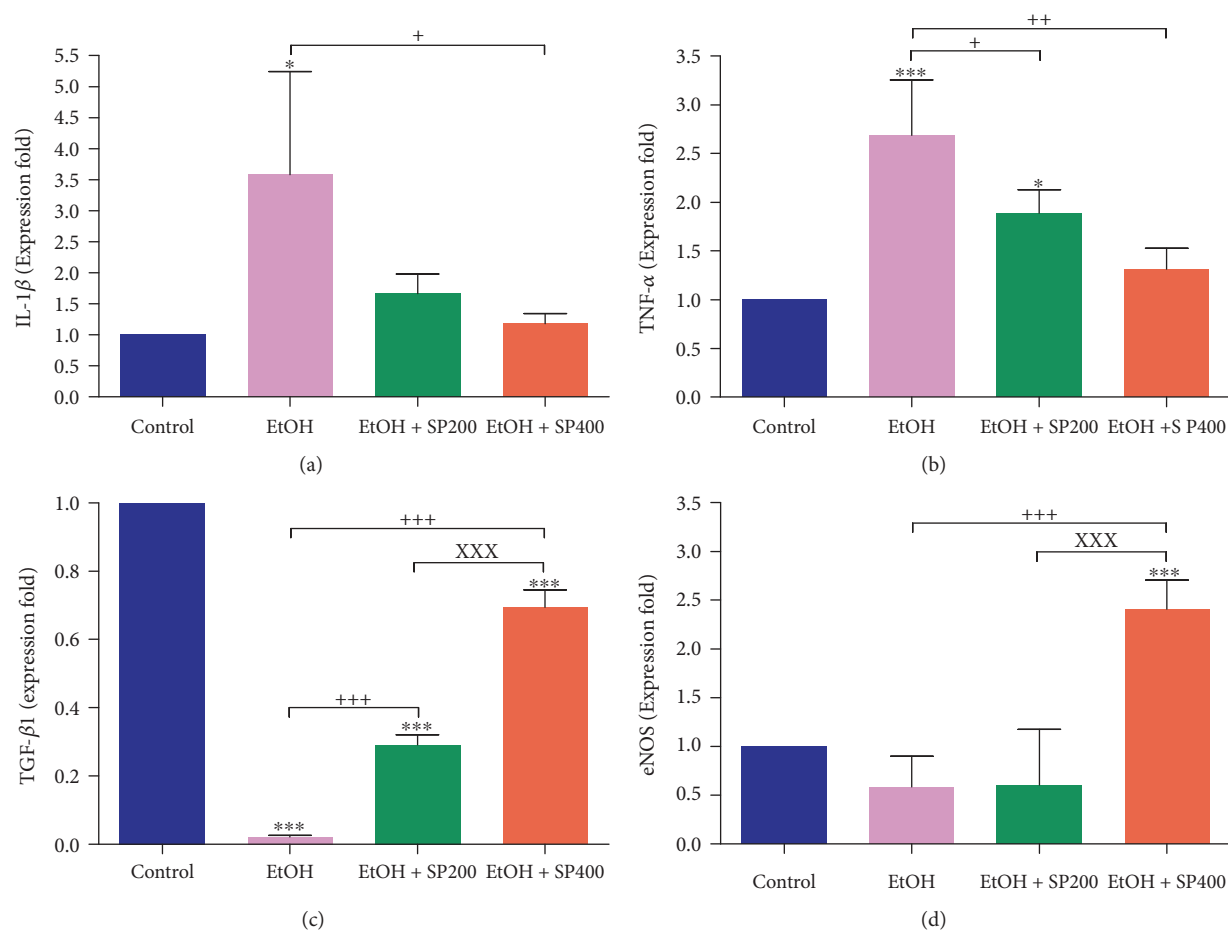 IL-1β (Expression fold)
5.5
5.0
4.5
4.0
3.5
3.0
2.5
2.0
1.5
1.0
0.5
0.0
+
*
Control
EtOH
EtOH + SP200
EtOH + SP400
(a)
TNF-α (Expression fold)
3.5
3.0
2.5
2.0
1.5
1.0
0.5
0.0
++
+
***
*
Control
EtOH
EtOH + SP200
EtOH +S P400
(b)
TGF-β1 (expression fold)
1.0
0.8
0.6
0.4
0.2
0.0
+++
XXX
***
+++
***
***
Control
EtOH
EtOH + SP200
EtOH + SP400
(c)
eNOS (Expression fold)
3.5
3.0
2.5
2.0
1.5
1.0
0.5
0.0
+++
XXX
***
Control
EtOH
EtOH + SP200
EtOH + SP400
(d)